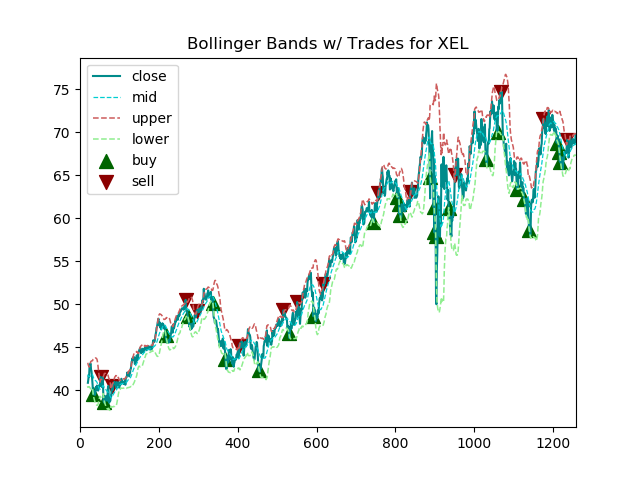 Bollinger Bands w/ Trades for XEL
close
mid
upper
lower
buy
sell
75
70
65
60
55
50
45
40
0 200 400 600 800 1000 1200